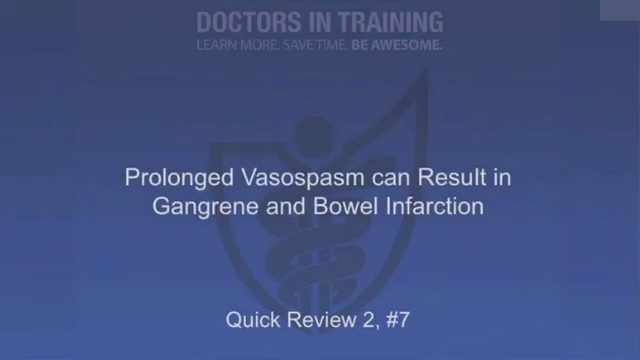 DOCTORS IN TRAINING
LEARN MORE. SAVE TIME. BE AWESOME.
Prolonged Vasospasm can Result in
Gangrene and Bowel Infarction
Quick Review 2, #7